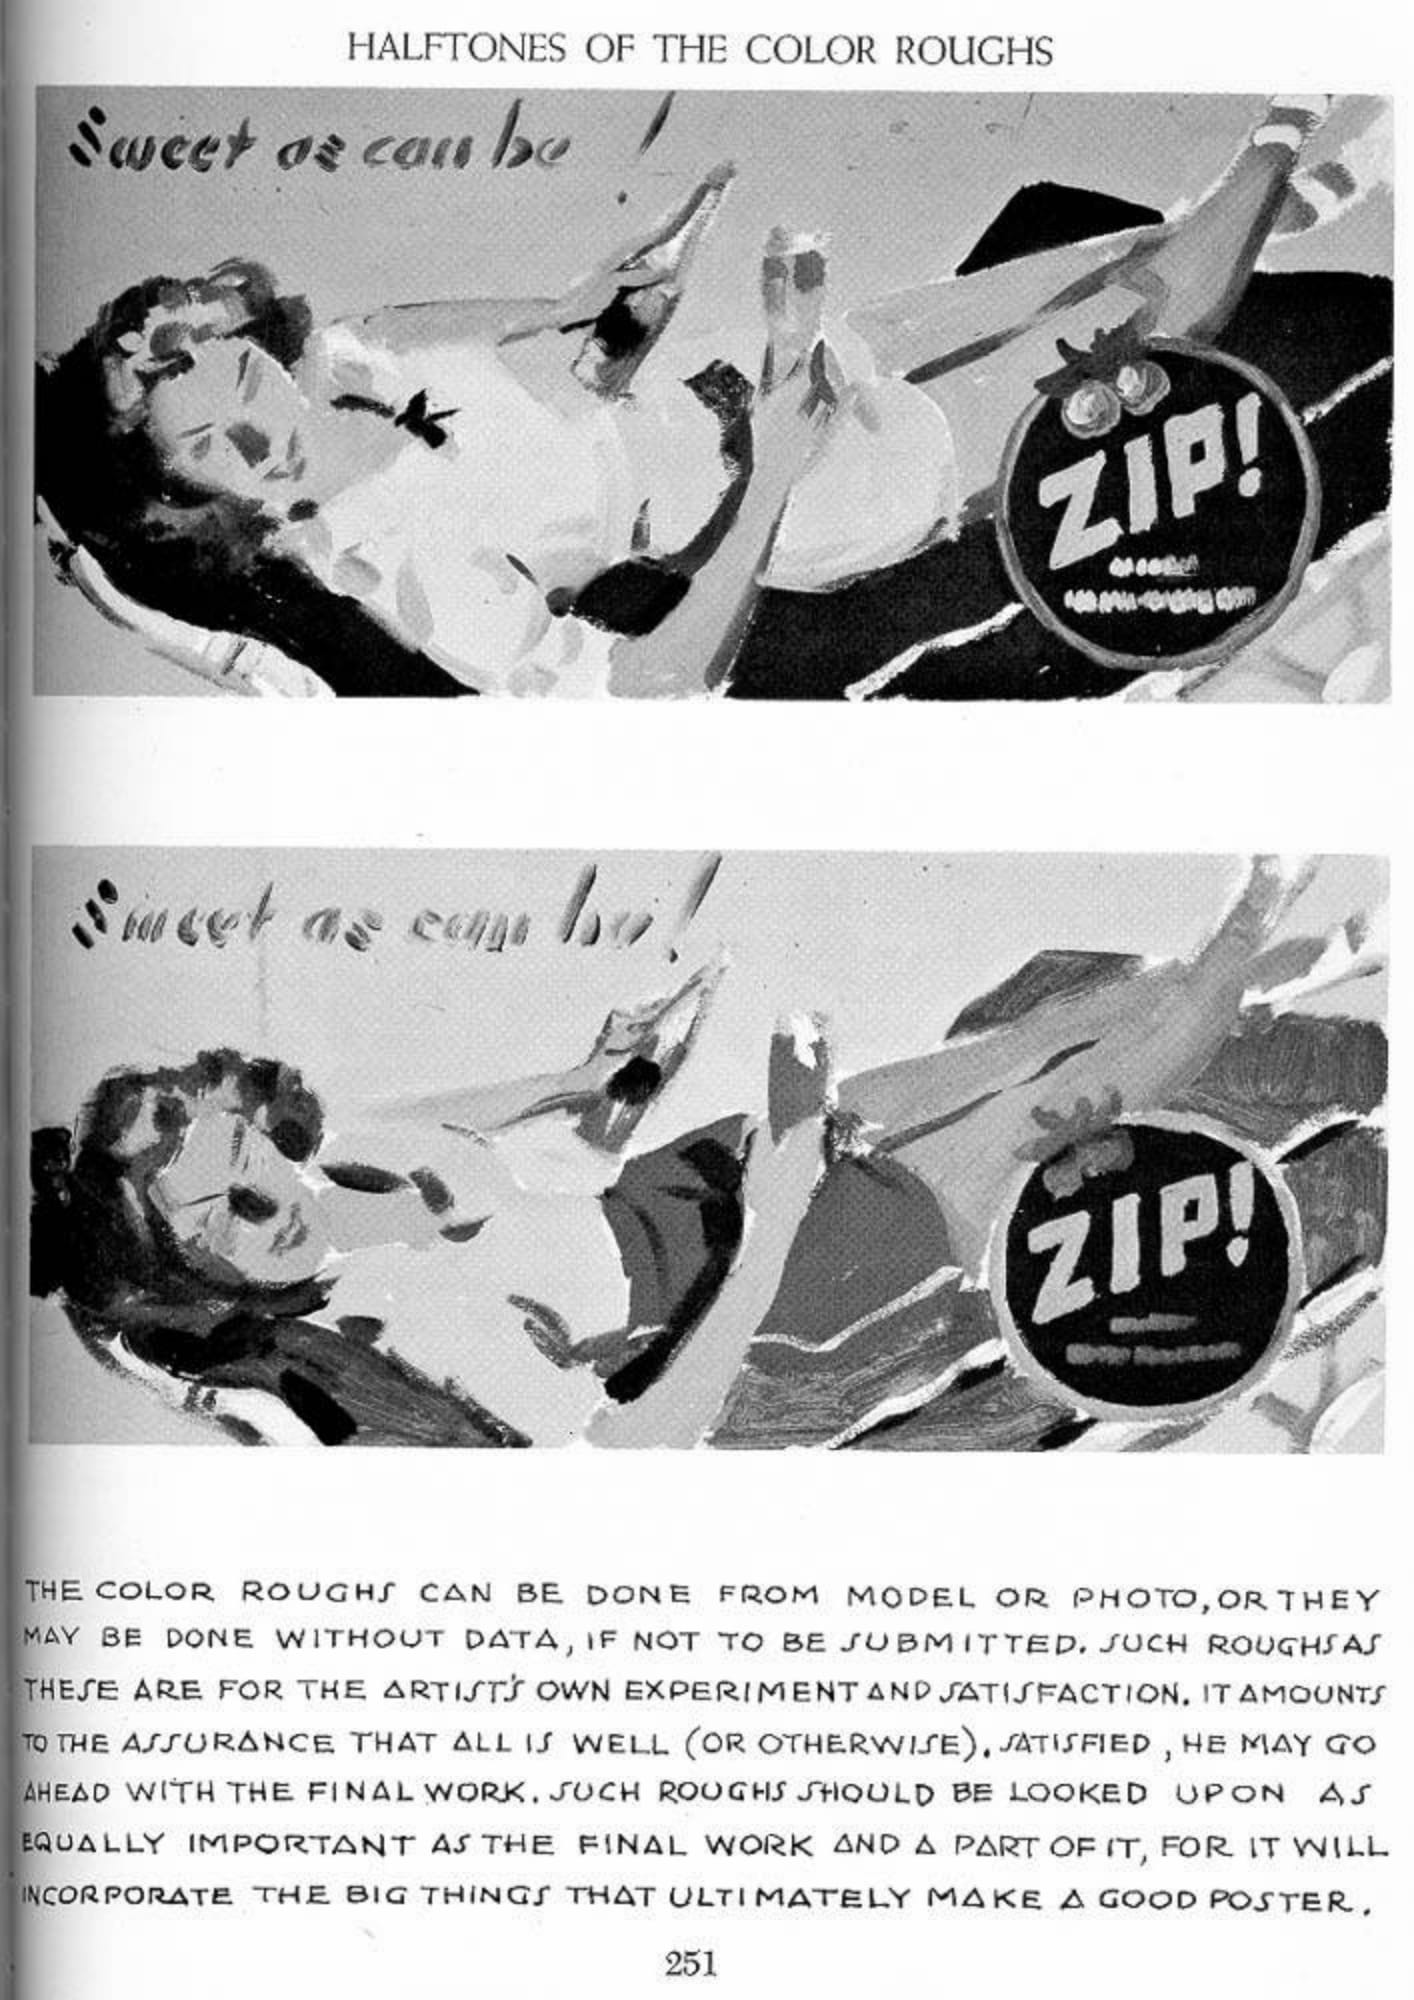 HALFTONES OF THE COLOR ROUGHS
Sweet as can be !
ZIP!
Sweet as can be!
ZIP!
THE COLOR ROUGHS CAN BE DONE FROM MODEL OR PHOTO, OR THEY
MAY BE DONE WITHOUT DATA, IF NOT TO BE SUBMITTED. SUCH ROUGHS AS
THESE ARE FOR THE ARTIST'S OWN EXPERIMENT AND SATISFACTION. IT AMOUNTS
TO THE ASSURANCE THAT ALL IS WELL (OR OTHERWISE). SATISFIED, HE MAY GO
AHEAD WITH THE FINAL WORK. SUCH ROUGHS SHOULD BE LOOKED UPON AS
EQUALLY IMPORTANT AS THE FINAL WORK AND A PART OF IT, FOR IT WILL
INCORPORATE THE BIG THINGS THAT ULTIMATELY MAKE A GOOD POSTER.
251